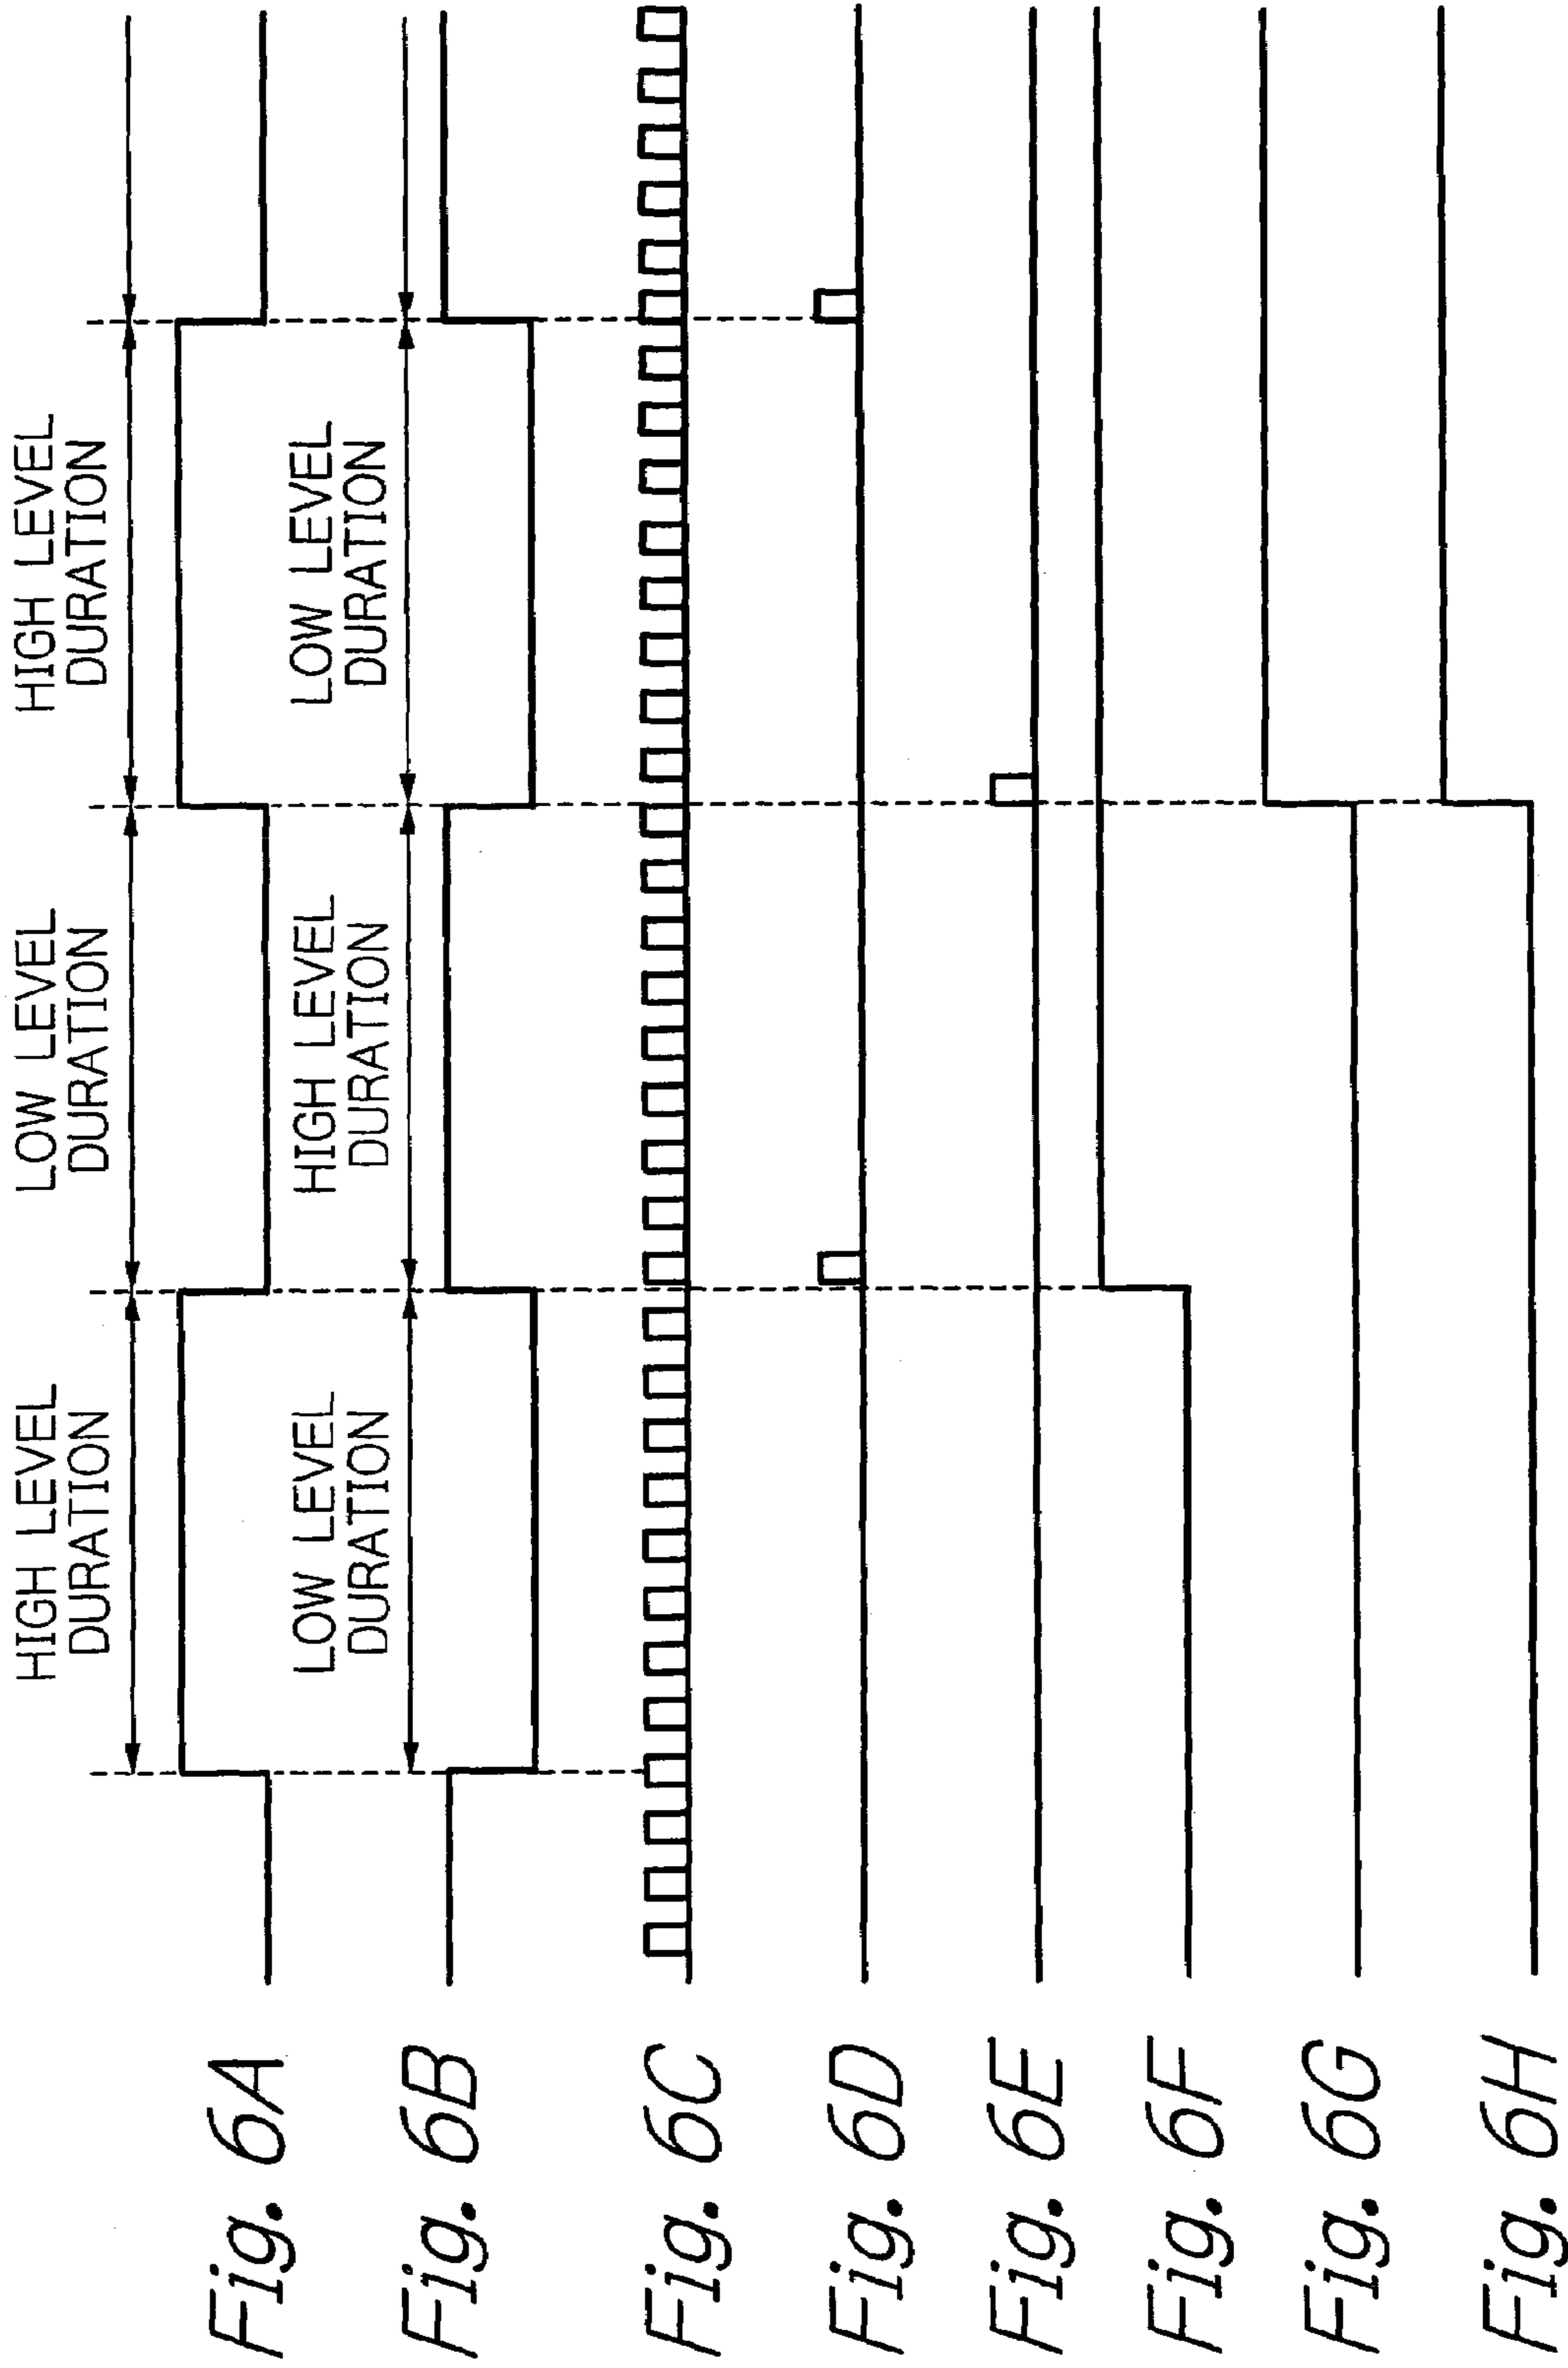 HIGH LEVEL
DURATION
LOW LEVEL
DURATION
HIGH LEVEL
DURATION
Fig. 6A
LOW LEVEL
DURATION
HIGH LEVEL
DURATION
LOW LEVEL
DURATION
Fig. 6B
Fig. 6C
Fig. 6D
Fig. 6E
Fig. 6F
Fig. 6G
Fig. 6H